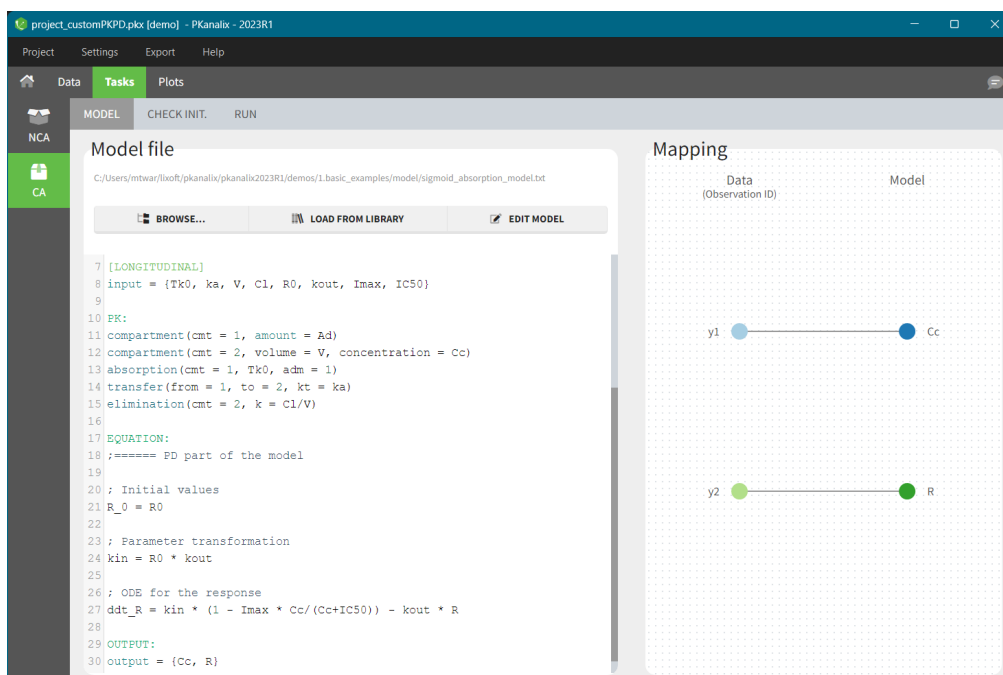 project_customPKPD.pkx [demo] - PKanalix - 2023R1
Project Settings Export Help
Data Tasks Plots
NCA
CA
MODEL CHECK INIT. RUN
Model file
C:/Users/mtwar/lixoft/pkanalix/pkanalix2023R1/demos/1.basic_examples/model/sigmoid_absorption_model.txt
BROWSE... LOAD FROM LIBRARY EDIT MODEL
7 [LONGITUDINAL]
8 input = {Tk0, ka, V, Cl, R0, kout, Imax, IC50}
9
10 PK:
11 compartment(cmt = 1, amount = Ad)
12 compartment(cmt = 2, volume = V, concentration = Cc)
13 absorption(cmt = 1, Tk0, adm = 1)
14 transfer(from = 1, to = 2, kt = ka)
15 elimination(cmt = 2, k = Cl/V)
16
17 EQUATION:
18 ;====== PD part of the model
19
20 ; Initial values
21 R_0 = R0
22
23 ; Parameter transformation
24 kin = R0 * kout
25
26 ; ODE for the response
27 ddt_R = kin * (1 - Imax * Cc/(Cc+IC50)) - kout * R
28
29 OUTPUT:
30 output = {Cc, R}
Mapping
Data Model
(Observation ID)
y1 Cc
y2 R